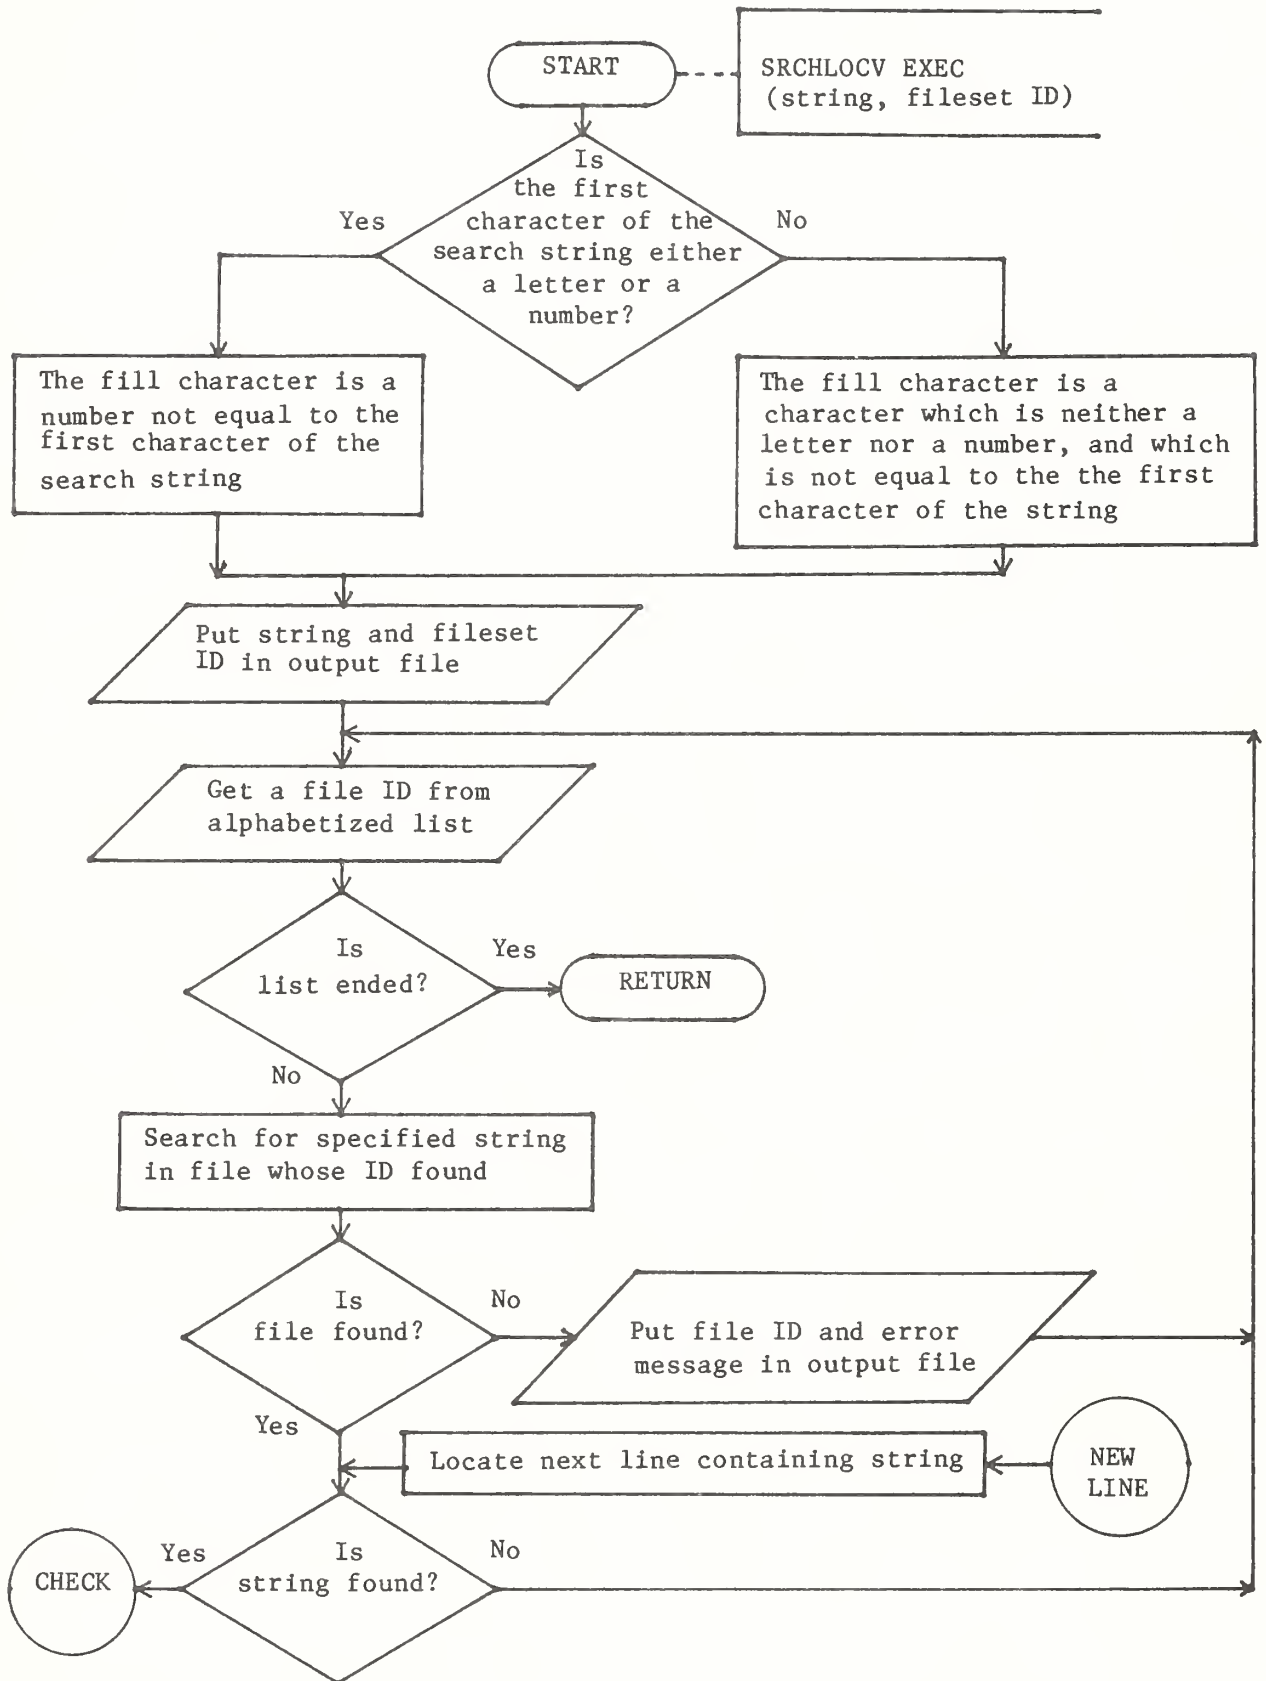 START
SRCHLOCV EXEC
(string, fileset ID)
Is
the first
character of the
search string either
a letter or a
number?
Yes
No
The fill character is a
number not equal to the
first character of the
search string
The fill character is a
character which is neither a
letter nor a number, and which
is not equal to the the first
character of the string
Put string and fileset
ID in output file
Get a file ID from
alphabetized list
Is
list ended?
Yes
RETURN
No
Search for specified string
in file whose ID found
Is
file found?
No
Put file ID and error
message in output file
Yes
Locate next line containing string
NEW
LINE
Is
string found?
Yes
No
CHECK